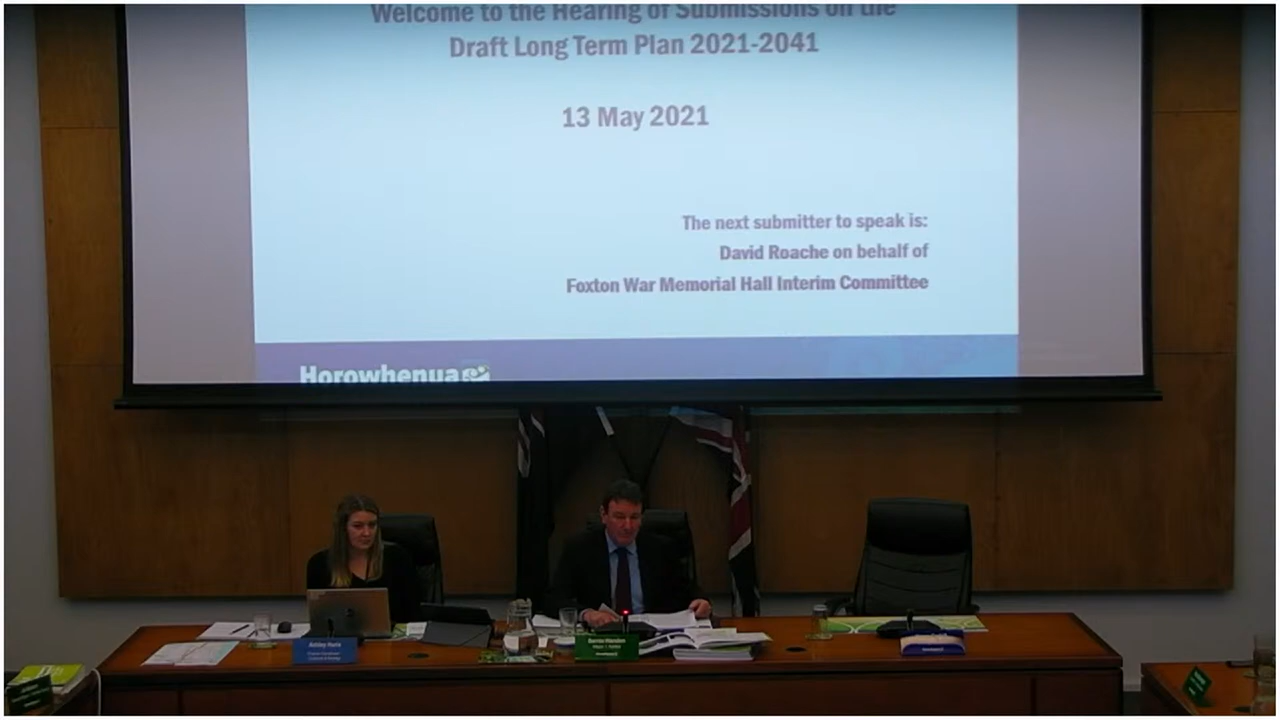 Welcome to the Hearing of Submissions on the
Draft Long Term Plan 2021-2041
13 May 2021
The next submitter to speak is:
David Roache on behalf of
Foxton War Memorial Hall Interim Committee
Horowhenua